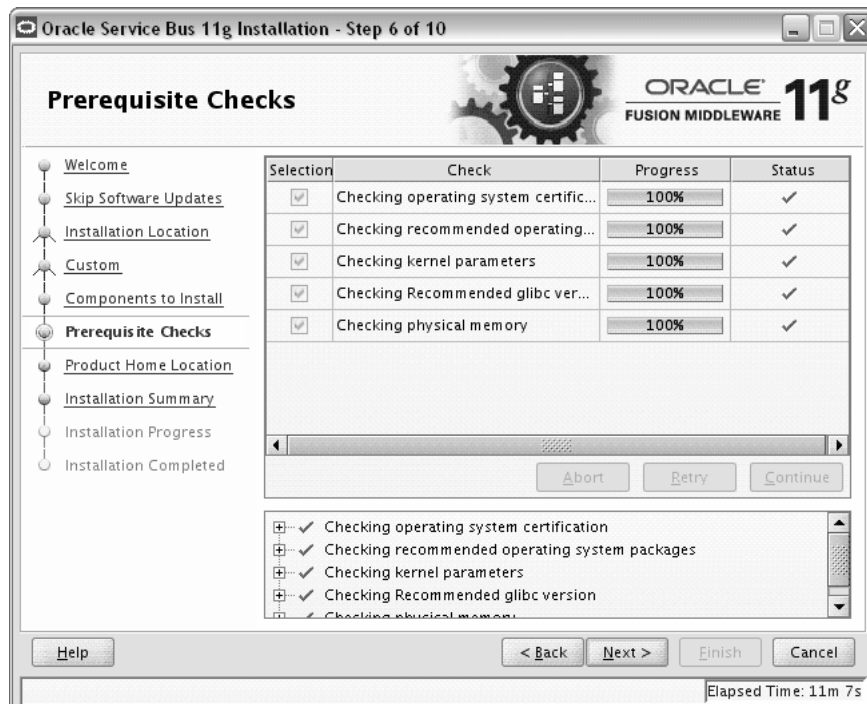 Oracle Service Bus 11g Installation - Step 6 of 10
Prerequisite Checks
ORACLE
FUSION MIDDLEWARE 11g
Welcome
Skip Software Updates
Installation Location
Custom
Components to Install
Prerequisite Checks
Product Home Location
Installation Summary
Installation Progress
Installation Completed
Selection Check Progress Status
Checking operating system certific... 100%
Checking recommended operating... 100%
Checking kernel parameters 100%
Checking Recommended glibc ver... 100%
Checking physical memory 100%
Abort Retry Continue
Checking operating system certification
Checking recommended operating system packages
Checking kernel parameters
Checking Recommended glibc version
Checking physical memory
Help < Back Next > Finish Cancel
Elapsed Time: 11m 7s